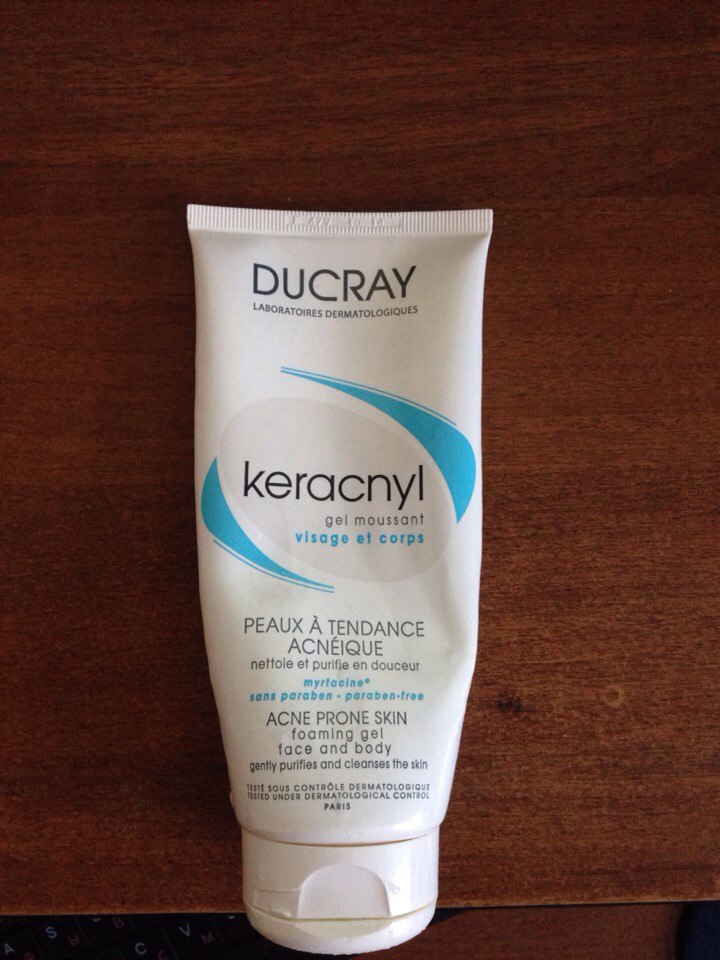 DUCRAY
LABORATOIRES DERMATOLOGIQUES
keracnyl
gel moussant
visage et corps
PEAUX À TENDANCE
ACNÉIQUE
nettoie et purifie en douceur
myrtacine®
sans paraben - paraben-free
ACNE PRONE SKIN
foaming gel
face and body
gently purifies and cleanses the skin
TESTÉ SOUS CONTRÔLE DERMATOLOGIQUE
TESTED UNDER DERMATOLOGICAL CONTROL
PARIS
A S
C V
М